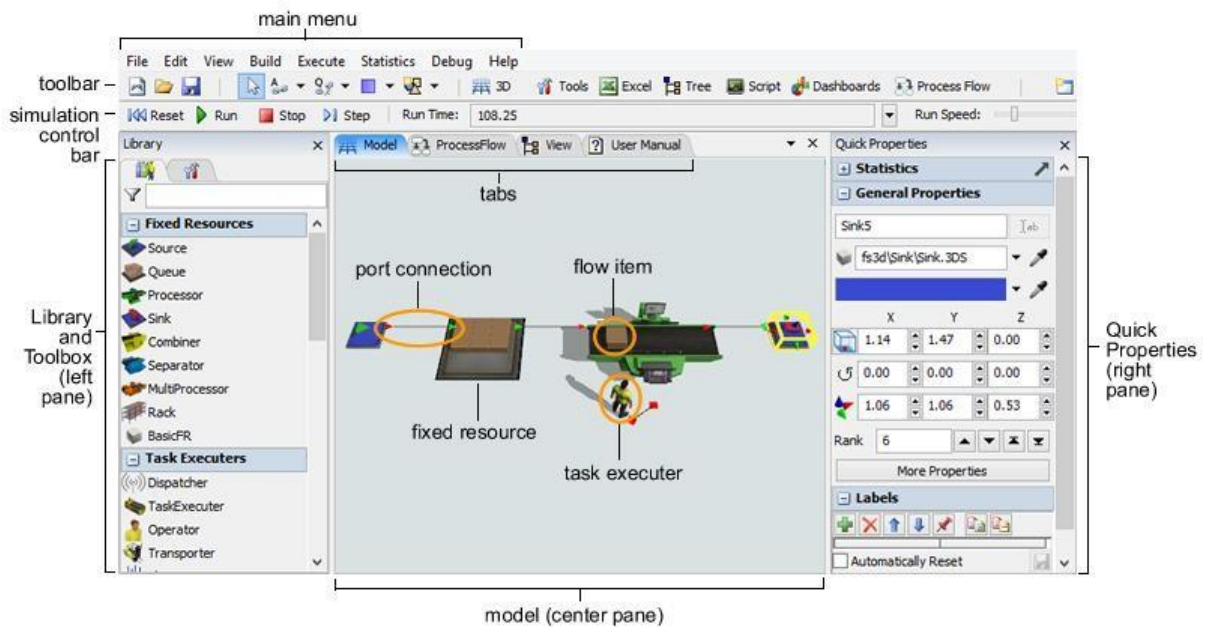 main menu
File Edit View Build Execute Statistics Debug Help
toolbar
3D Tools Excel Tree Script Dashboards Process Flow
simulation control bar
Reset Run Stop Step Run Time: 108.25 Run Speed:
Library
Model ProcessFlow View User Manual
Quick Properties
tabs
Statistics
General Properties
Fixed Resources
Source
Queue
Processor
Sink
Combiner
Separator
MultiProcessor
Rack
BasicFR
Task Executers
Dispatcher
TaskExecuter
Operator
Transporter
Library
and
Toolbox
(left
pane)
port connection
flow item
fixed resource
task executer
model (center pane)
Sink5
fs3d\Sink\Sink.3DS
X Y Z
1.14 1.47 0.00
0.00 0.00 0.00
1.06 1.06 0.53
Rank 6
More Properties
Labels
Automatically Reset
Quick
Properties
(right
pane)